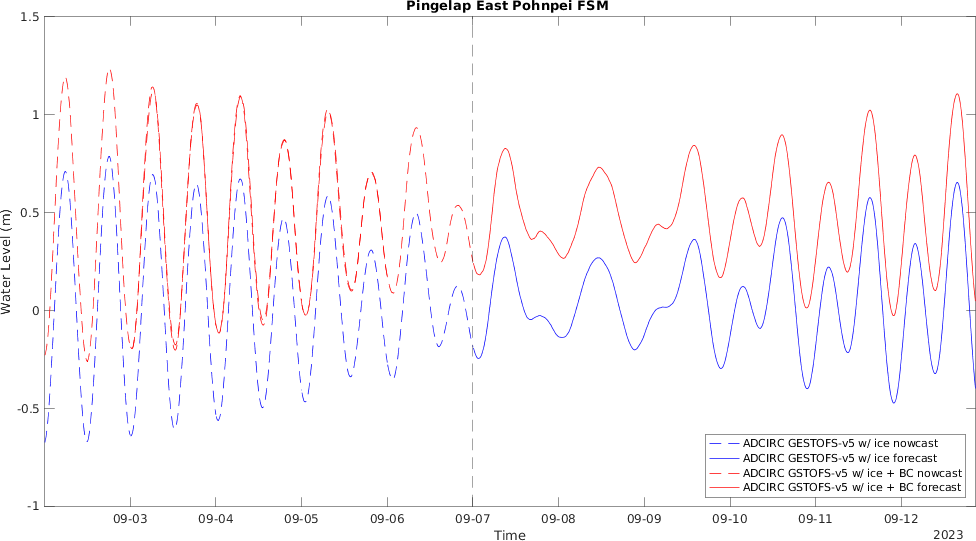 Pingelap East Pohnpei FSM
1.5
1
0.5
0
-0.5
-1
Water Level (m)
ADCIRC GESTOFS-v5 w/ ice nowcast
ADCIRC GESTOFS-v5 w/ ice forecast
ADCIRC GSTOFS-v5 w/ ice + BC nowcast
ADCIRC GSTOFS-v5 w/ ice + BC forecast
09-03 09-04 09-05 09-06 09-07 09-08 09-09 09-10 09-11 09-12
Time
2023